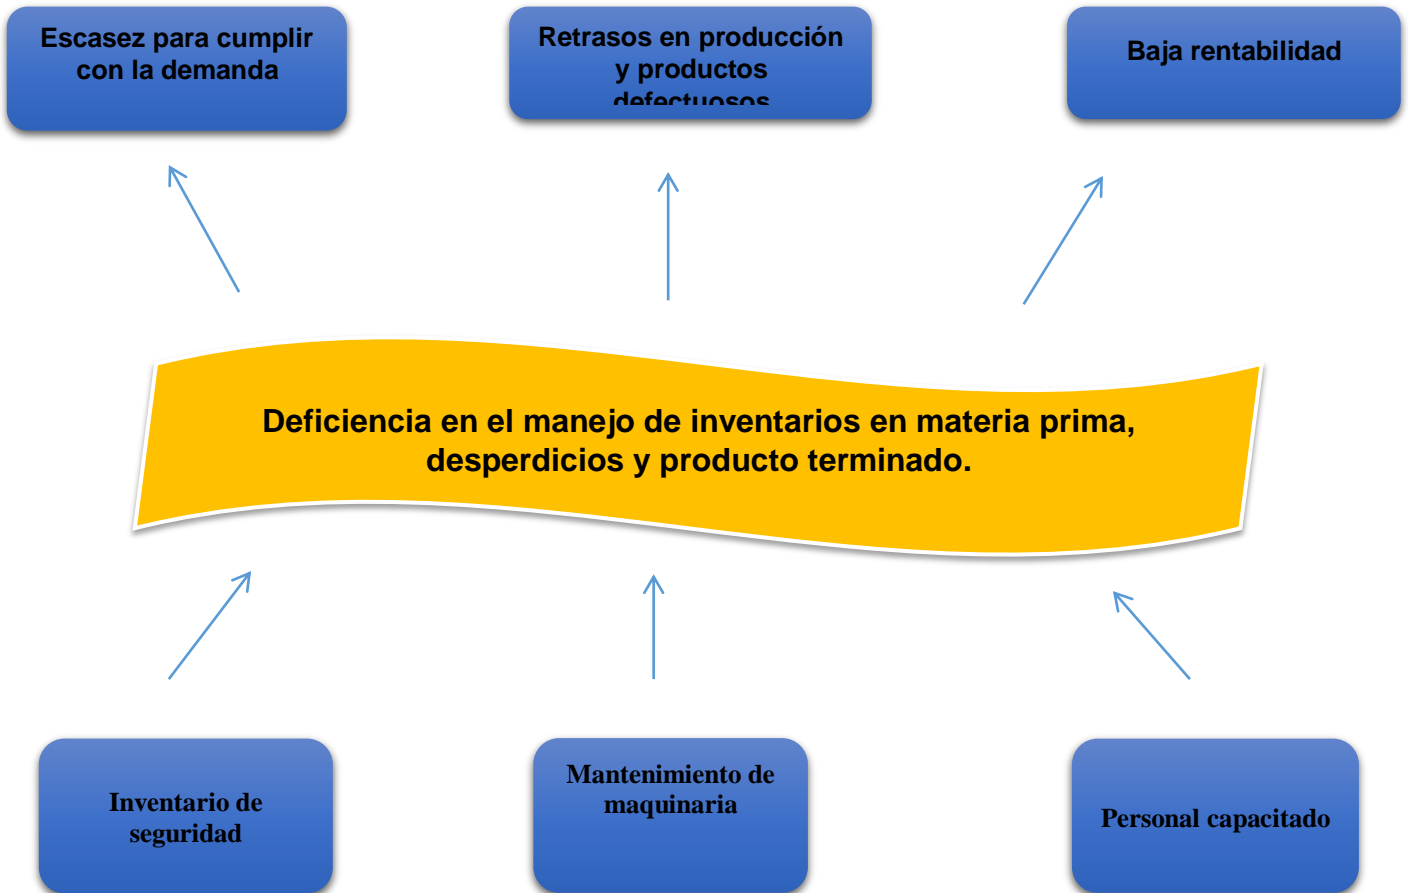 Escasez para cumplir
con la demanda
Retrasos en producción
y productos
defectuosos
Baja rentabilidad
Deficiencia en el manejo de inventarios en materia prima,
desperdicios y producto terminado.
Inventario de
seguridad
Mantenimiento de
maquinaria
Personal capacitado